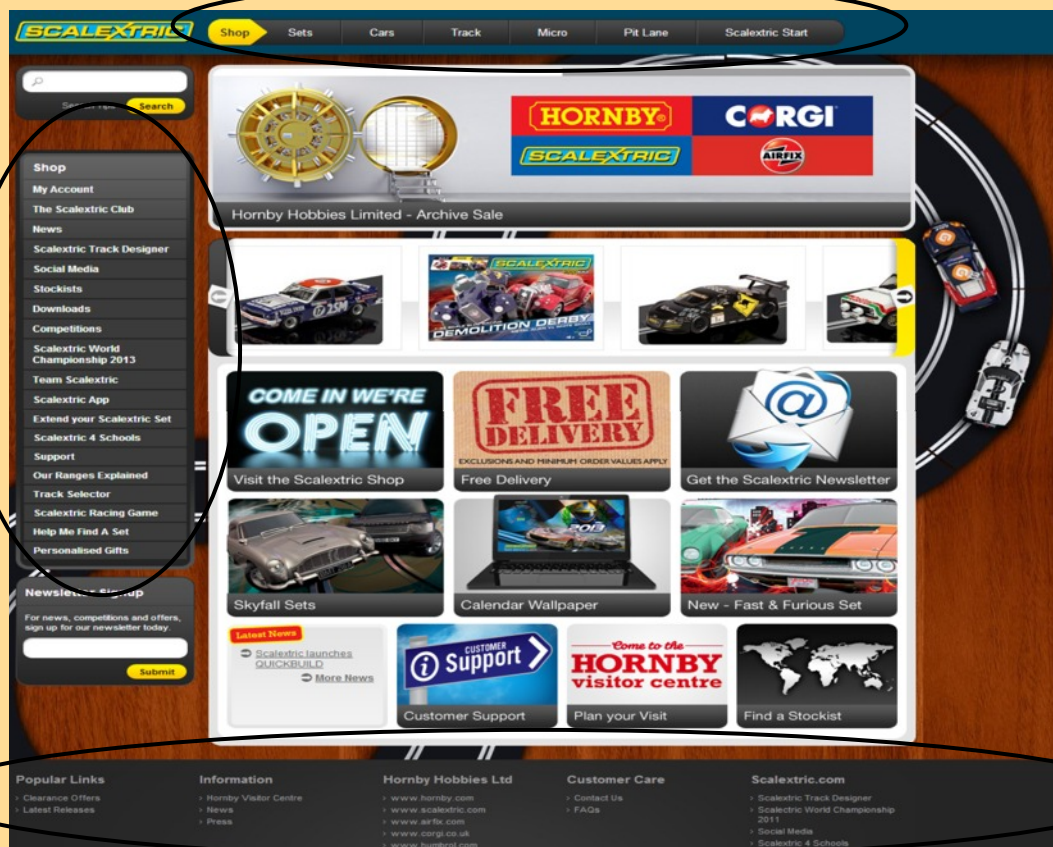 SCALEXTRIC
Shop Sets Cars Track Micro Pit Lane Scalextric Start
Search Tips Search
Shop
My Account
The Scalextric Club
News
Scalextric Track Designer
Social Media
Stockists
Downloads
Competitions
Scalextric World
Championship 2013
Team Scalextric
Scalextric App
Extend your Scalextric Set
Scalextric 4 Schools
Support
Our Ranges Explained
Track Selector
Scalextric Racing Game
Help Me Find A Set
Personalised Gifts
Newsletter Signup
For news, competitions and offers,
sign up for our newsletter today.
Submit
HORNBY® CORGI
SCALEXTRIC AIRFIX
Hornby Hobbies Limited - Archive Sale
SCALEXTRIC
DEMOLITION DERBY
COME IN WE'RE
OPEN
Visit the Scalextric Shop
FREE
DELIVERY
EXCLUSIONS AND MINIMUM ORDER VALUES APPLY
Free Delivery
@
Get the Scalextric Newsletter
Skyfall Sets
2013
Calendar Wallpaper
New - Fast & Furious Set
Latest News
Scalextric launches
QUICKBUILD
More News
i CUSTOMER
Support
Customer Support
Come to the
HORNBY
visitor centre
Plan your Visit
Find a Stockist
Popular Links
› Clearance Offers
› Latest Releases
Information
› Hornby Visitor Centre
› News
› Press
Hornby Hobbies Ltd
› www.hornby.com
› www.scalextric.com
› www.airfix.com
› www.corgi.co.uk
› www.humbrol.com
Customer Care
› Contact Us
› FAQs
Scalextric.com
› Scalextric Track Designer
› Scalectric World Championship
2011
› Social Media
› Scalextric 4 Schools